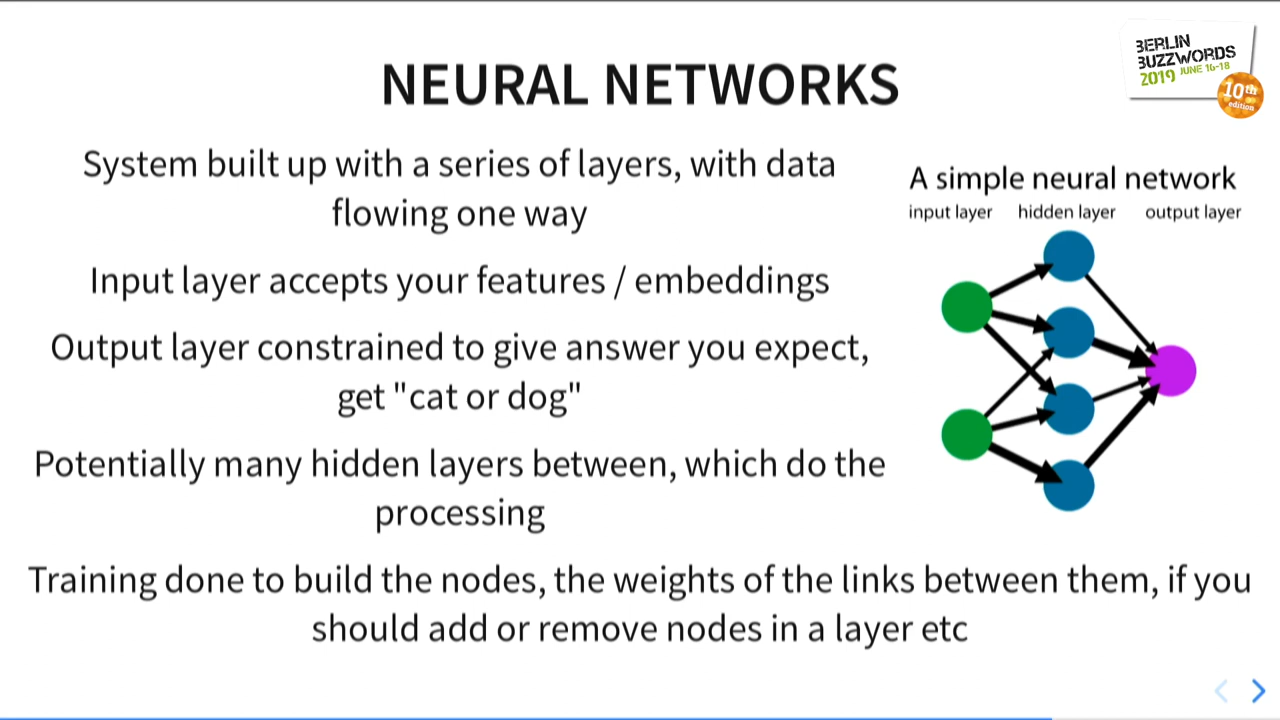 NEURAL NETWORKS
BERLIN
BUZZWORDS
2019 JUNE 16-18
10th
edition
System built up with a series of layers, with data
flowing one way
Input layer accepts your features / embeddings
Output layer constrained to give answer you expect,
get "cat or dog"
Potentially many hidden layers between, which do the
processing
Training done to build the nodes, the weights of the links between them, if you
should add or remove nodes in a layer etc
A simple neural network
input layer hidden layer output layer